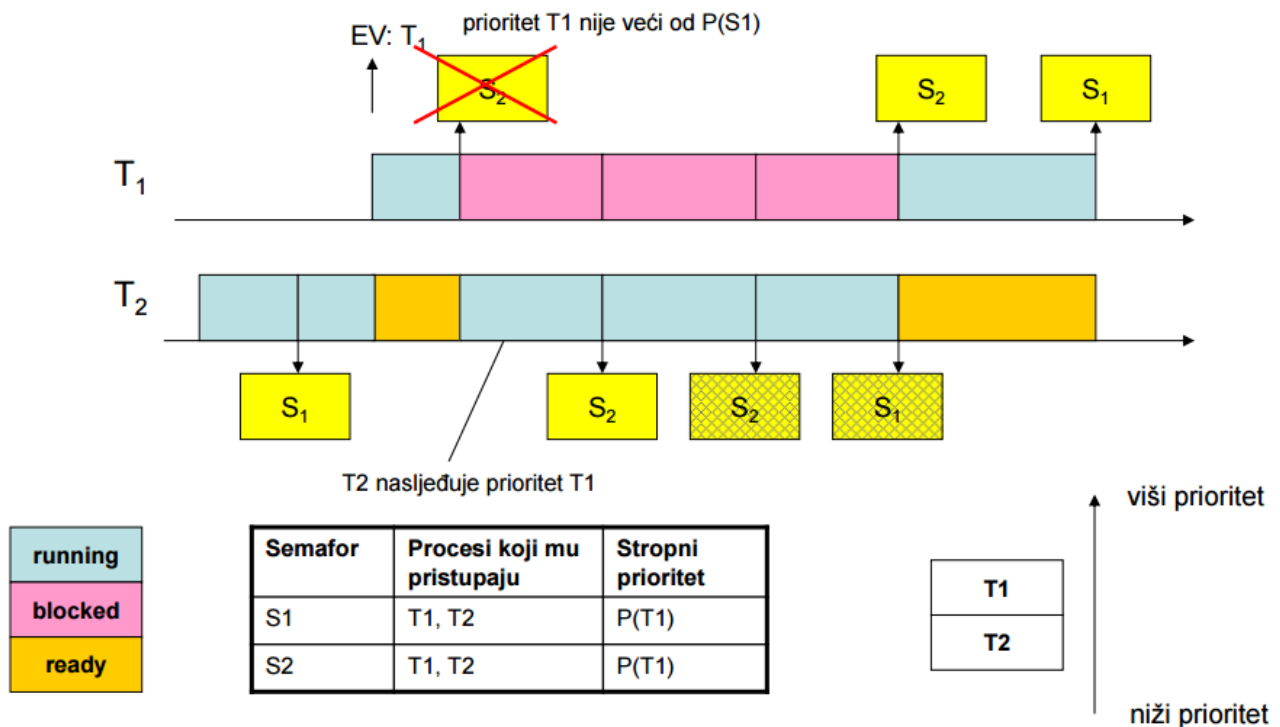 prioritet T1 nije veći od P(S1)
EV: T₁
S₂
S₂
S₁
T₁
T₂
S₁
S₂
S₂
S₁
T2 nasljeđuje prioritet T1
viši prioritet
running
blocked
ready
Semafor
Procesi koji mu
pristupaju
Stropni
prioritet
S1
T1, T2
P(T1)
S2
T1, T2
P(T1)
T1
T2
niži prioritet